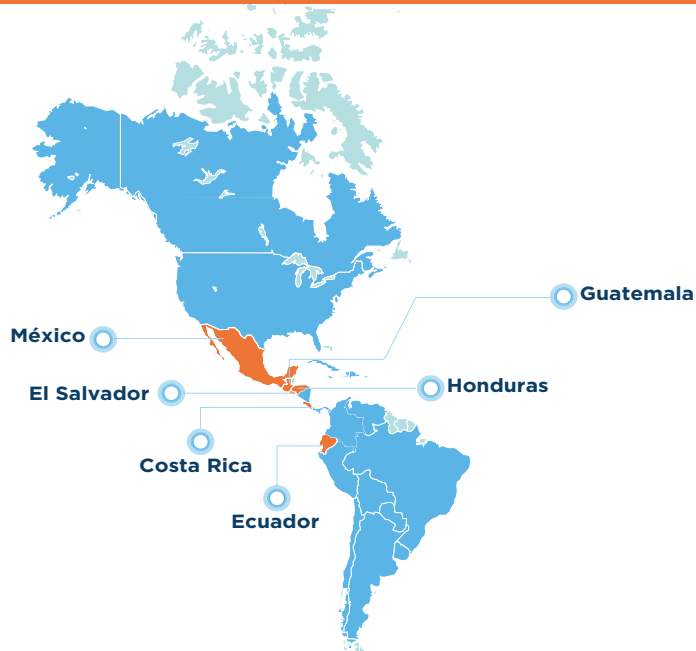 Guatemala
México
El Salvador
Honduras
Costa Rica
Ecuador